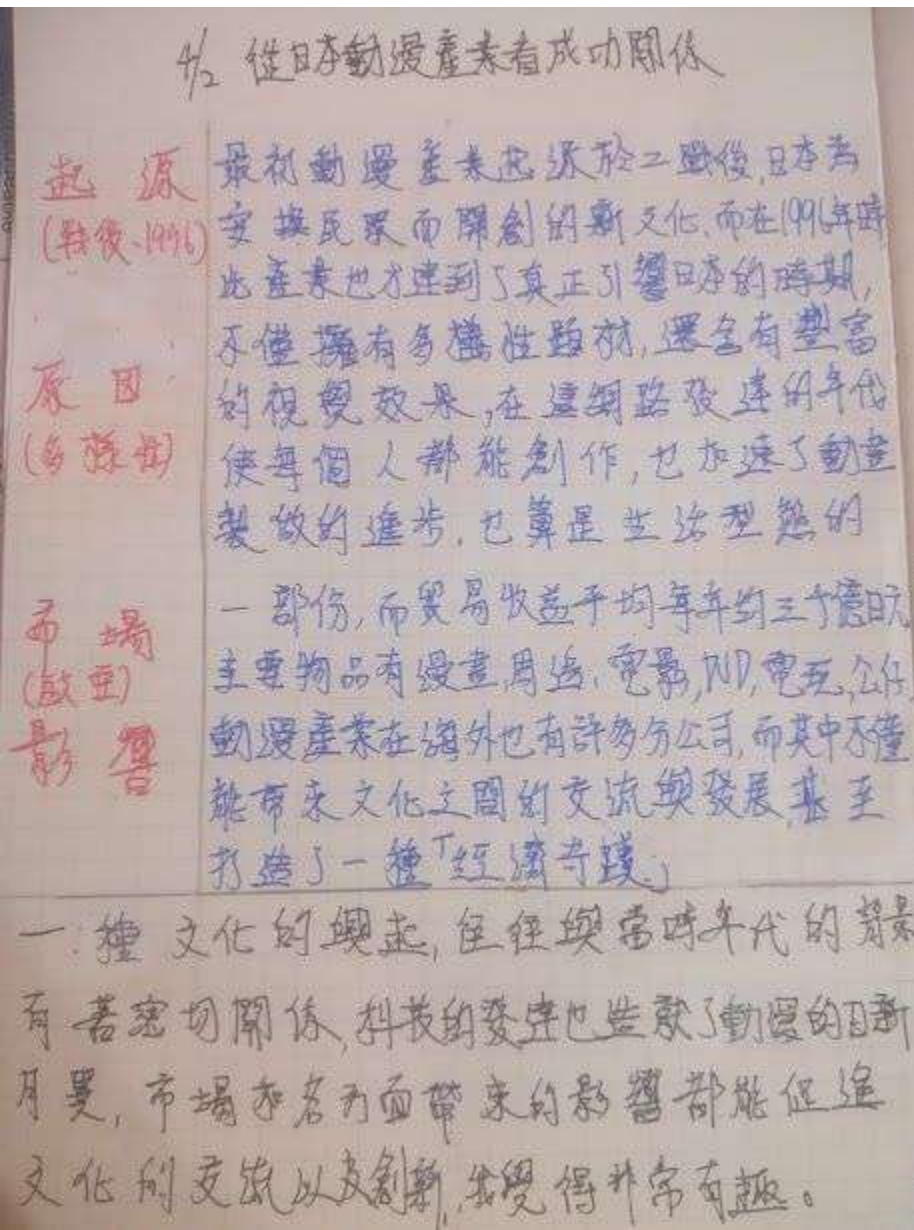 4/2 從日本動漫產業看成功關係
起源
(戰後、1996)
原因
(多樣性)
市場
(啟亞)
影響
最初動漫產業起源於二戰後,日本為
安撫民眾而開創的新文化,而在1996年時
此產業也才達到了真正引響日本的時期,
不僅擁有多樣性題材,還含有豐富
的視覺效果,在這網路發達的年代
使每個人都能創作,也加速了動畫
製做的進步,也算是生活型態的
一部份,而貿易收益平均每年約三千億日元
主要物品有漫畫,周邊,電影,DVD,電玩,公仔
動漫產業在海外也有許多分公司,而其中不僅
能帶來文化之間的交流與發展,甚至
打造了一種「經濟奇蹟」
一種文化的興起,往往與當時年代的背景
有著密切關係,科技的發達也造就了動漫的日新
月異,市場和各方面帶來的影響都能促進
文化的交流以及創新,我覺得非常有趣。